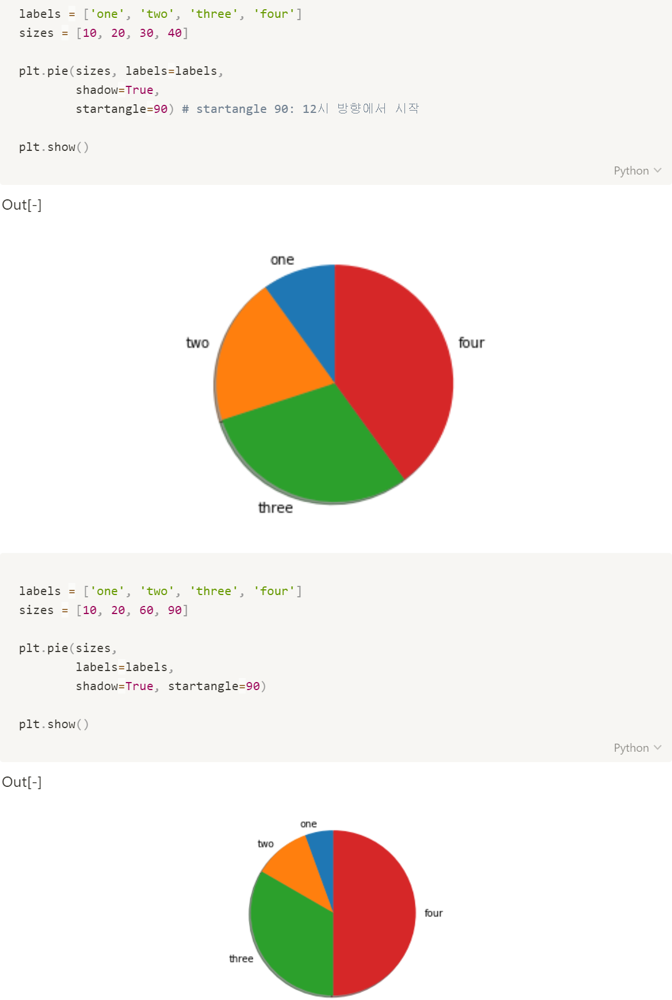 labels = ['one', 'two', 'three', 'four']
sizes = [10, 20, 30, 40]
plt.pie(sizes, labels=labels,
        shadow=True,
        startangle=90) # startangle 90: 12시 방향에서 시작
plt.show()
Python
Out[-]
one
two
four
three
labels = ['one', 'two', 'three', 'four']
sizes = [10, 20, 60, 90]
plt.pie(sizes,
        labels=labels,
        shadow=True, startangle=90)
plt.show()
Python
Out[-]
one
two
four
three